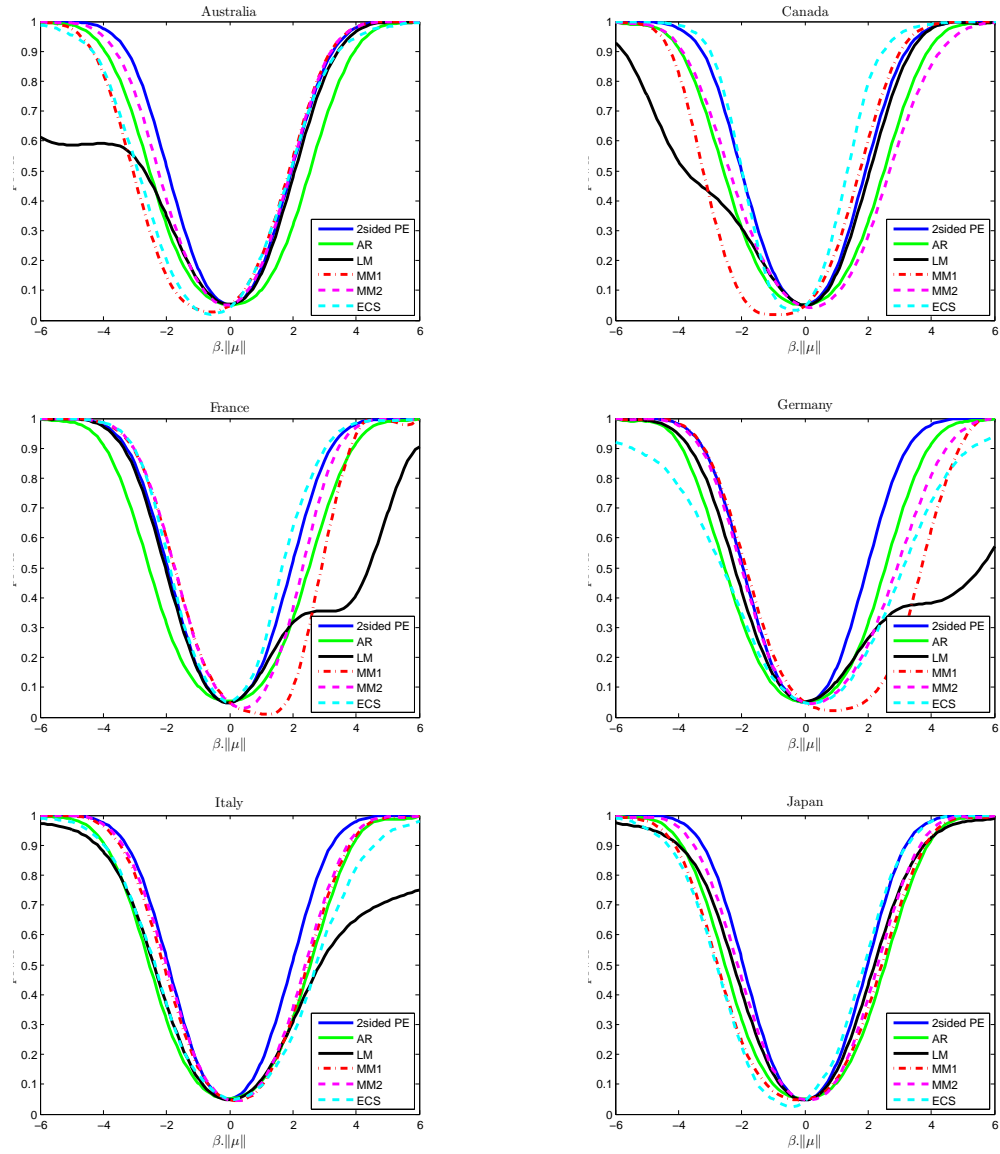 Australia
1
0.9
0.8
0.7
0.6
0.5
0.4
0.3
0.2
0.1
0
−6 −4 −2 0 2 4 6
β.‖μ‖
2sided PE
AR
LM
MM1
MM2
ECS
Canada
1
0.9
0.8
0.7
0.6
0.5
0.4
0.3
0.2
0.1
0
−6 −4 −2 0 2 4 6
β.‖μ‖
2sided PE
AR
LM
MM1
MM2
ECS
France
1
0.9
0.8
0.7
0.6
0.5
0.4
0.3
0.2
0.1
0
−6 −4 −2 0 2 4 6
β.‖μ‖
2sided PE
AR
LM
MM1
MM2
ECS
Germany
1
0.9
0.8
0.7
0.6
0.5
0.4
0.3
0.2
0.1
0
−6 −4 −2 0 2 4 6
β.‖μ‖
2sided PE
AR
LM
MM1
MM2
ECS
Italy
1
0.9
0.8
0.7
0.6
0.5
0.4
0.3
0.2
0.1
0
−6 −4 −2 0 2 4 6
β.‖μ‖
2sided PE
AR
LM
MM1
MM2
ECS
Japan
1
0.9
0.8
0.7
0.6
0.5
0.4
0.3
0.2
0.1
0
−6 −4 −2 0 2 4 6
β.‖μ‖
2sided PE
AR
LM
MM1
MM2
ECS